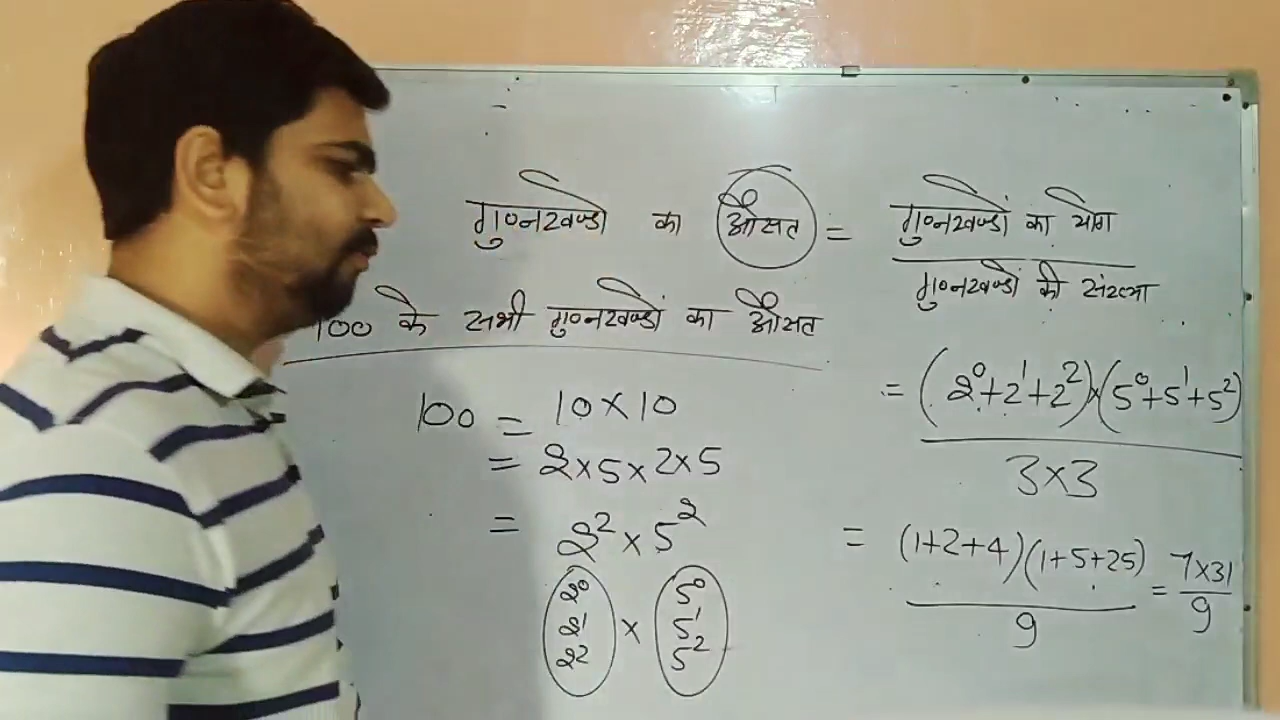 गुणनखण्डो का औसत = गुणनखण्डों का योग
गुणनखण्डों की संख्या
100 के सभी गुणनखण्डों का औसत
100 = 10 × 10
= 2 × 5 × 2 × 5
= 2² × 5²
2⁰ 5⁰
2¹ × 5¹
2² 5²
= (2⁰+2¹+2²)×(5⁰+5¹+5²)
3×3
= (1+2+4)(1+5+25) = 7×31
9 9